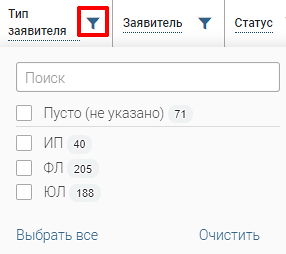 Тип
заявителя Заявитель Статус
Поиск
Пусто (не указано) 71
ИП 40
ФЛ 205
ЮЛ 188
Выбрать все Очистить